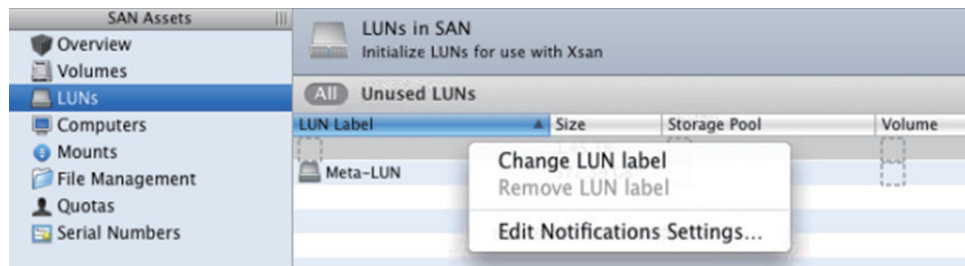 SAN Assets
Overview
Volumes
LUNs
Computers
Mounts
File Management
Quotas
Serial Numbers
LUNs in SAN
Initialize LUNs for use with Xsan
All Unused LUNs
LUN Label Size Storage Pool Volume
Meta-LUN
Change LUN label
Remove LUN label
Edit Notifications Settings...